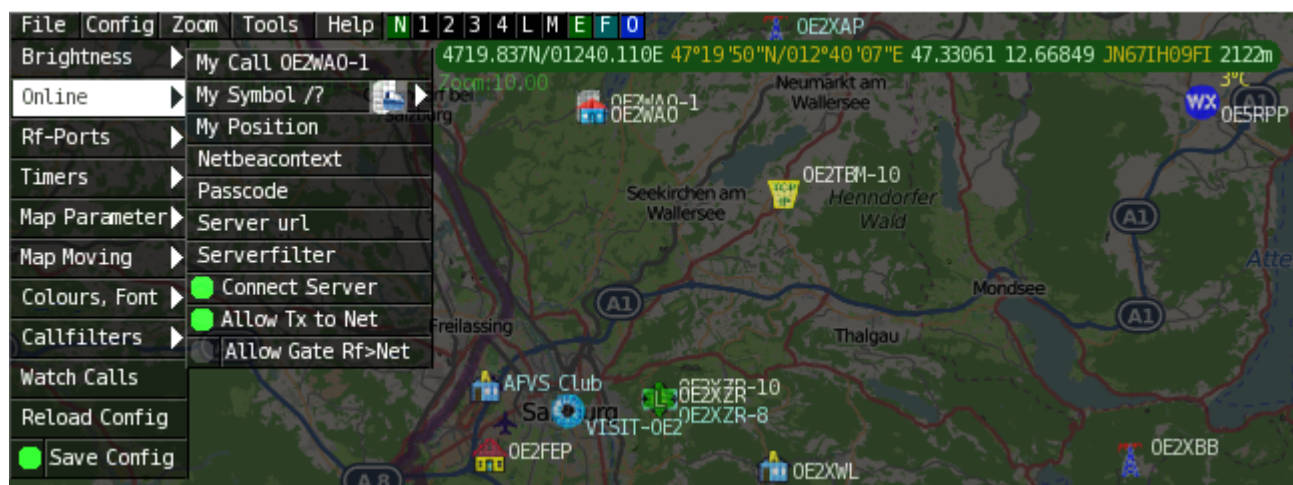 File Config Zoom Tools Help N 1 2 3 4 L M E F O
OE2XAP
Brightness
Online
Rf-Ports
Timers
Map Parameter
Map Moving
Colours, Font
Callfilters
Watch Calls
Reload Config
Save Config
My Call OE2WAO-1
My Symbol /?
My Position
Netbeacontext
Passcode
Server url
Serverfilter
Connect Server
Allow Tx to Net
Allow Gate Rf>Net
4719.837N/01240.110E 47°19'50"N/012°40'07"E 47.33061 12.66849 JN67IH09FI 2122m
Zoom:10.00
Neumarkt am
Wallersee
3°C
WX
OE5RPP
OE2WAO-1
OE2WAO
OE2TBM-10
TCP
IP
Seekirchen am
Wallersee
Henndorfer
Wald
A1
Atte
Mondsee
A1
A1
Freilassing
Thalgau
AFVS Club
L
OE2XZR-10
OE2XZR
OE2XZR-8
VISIT-OE2
OE2FEP
OE2XBB
OE2XWL
A 8